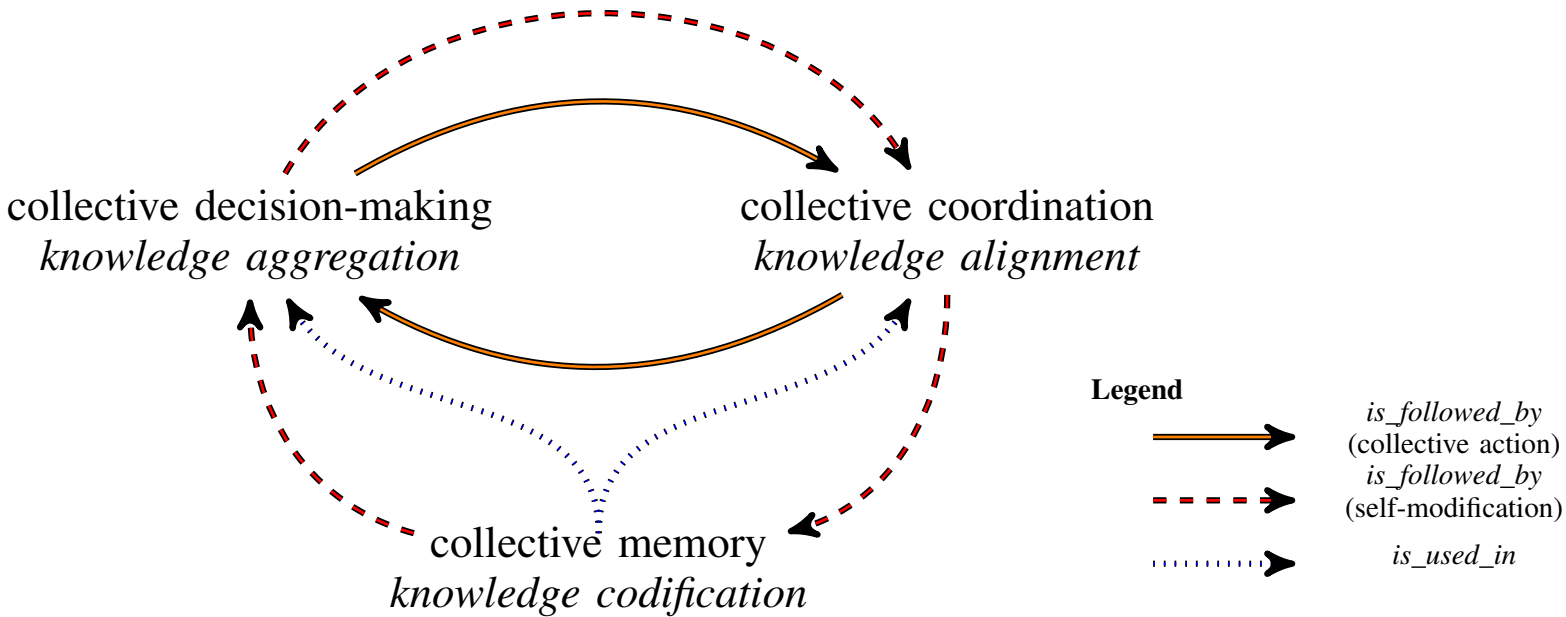 collective decision-making
knowledge aggregation
collective coordination
knowledge alignment
collective memory
knowledge codification
Legend
is_followed_by
(collective action)
is_followed_by
(self-modification)
is_used_in